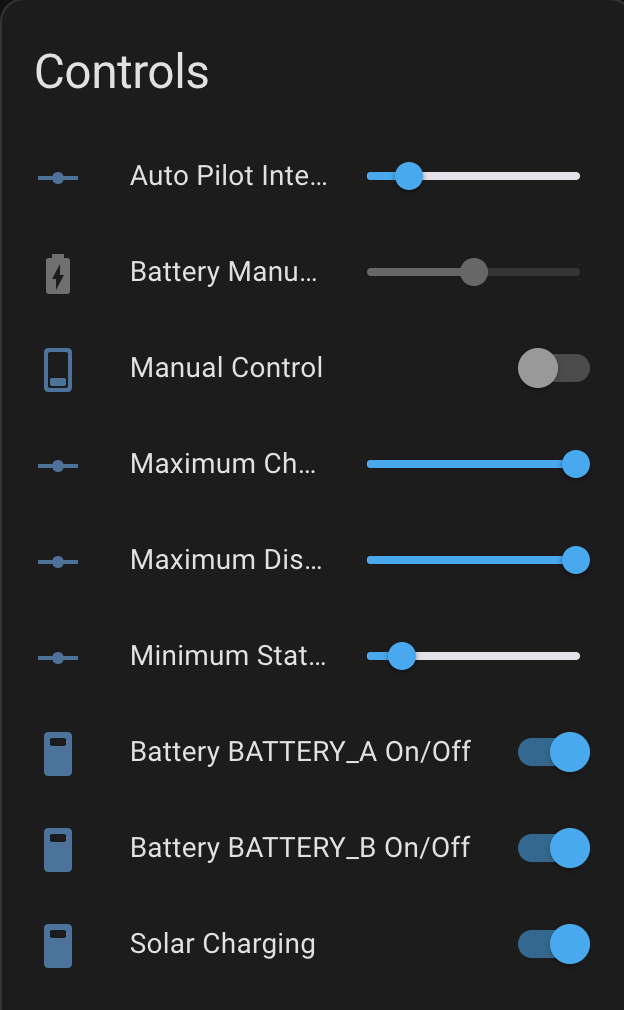 Controls
Auto Pilot Inte…
Battery Manu…
Manual Control
Maximum Ch…
Maximum Dis…
Minimum Stat…
Battery BATTERY_A On/Off
Battery BATTERY_B On/Off
Solar Charging